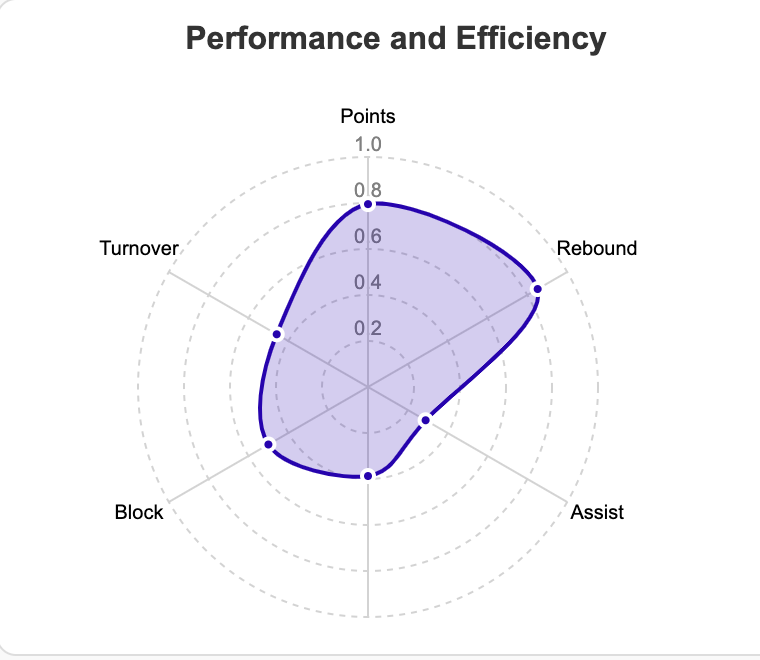 Performance and Efficiency
Points
1.0
0.8
0.6
0.4
0.2
Turnover
Rebound
Block
Assist